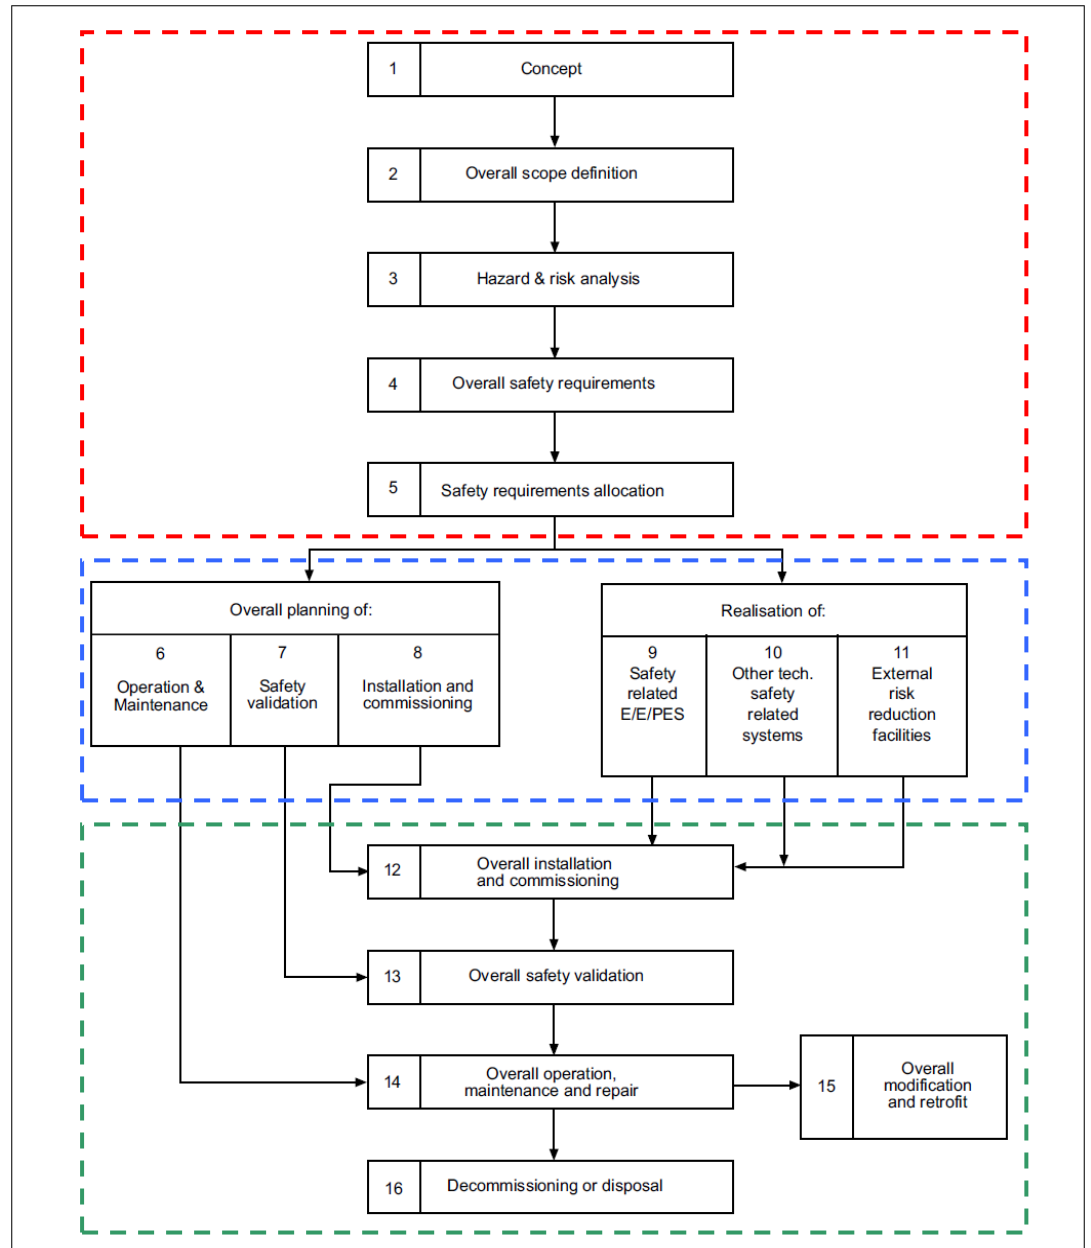 1
Concept
2
Overall scope definition
3
Hazard & risk analysis
4
Overall safety requirements
5
Safety requirements allocation
Overall planning of:
6
Operation &
Maintenance
7
Safety
validation
8
Installation and
commissioning
Realisation of:
9
Safety
related
E/E/PES
10
Other tech.
safety
related
systems
11
External
risk
reduction
facilities
12
Overall installation
and commissioning
13
Overall safety validation
14
Overall operation,
maintenance and repair
15
Overall
modification
and retrofit
16
Decommissioning or disposal